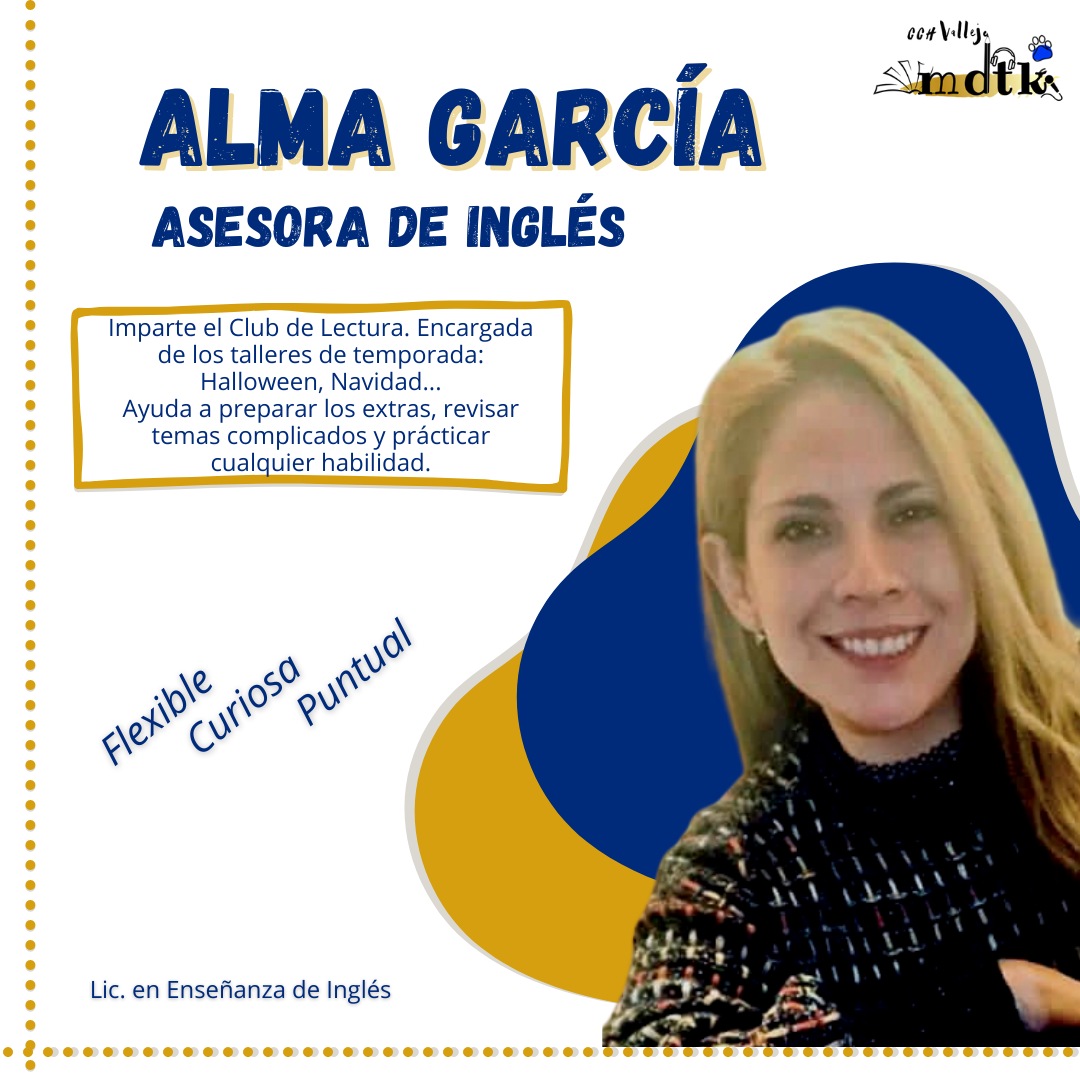 CCH Vallejo
mdtk
ALMA GARCÍA
ASESORA DE INGLÉS
Imparte el Club de Lectura. Encargada
de los talleres de temporada:
Halloween, Navidad...
Ayuda a preparar los extras, revisar
temas complicados y prácticar
cualquier habilidad.
Flexible
Curiosa
Puntual
Lic. en Enseñanza de Inglés